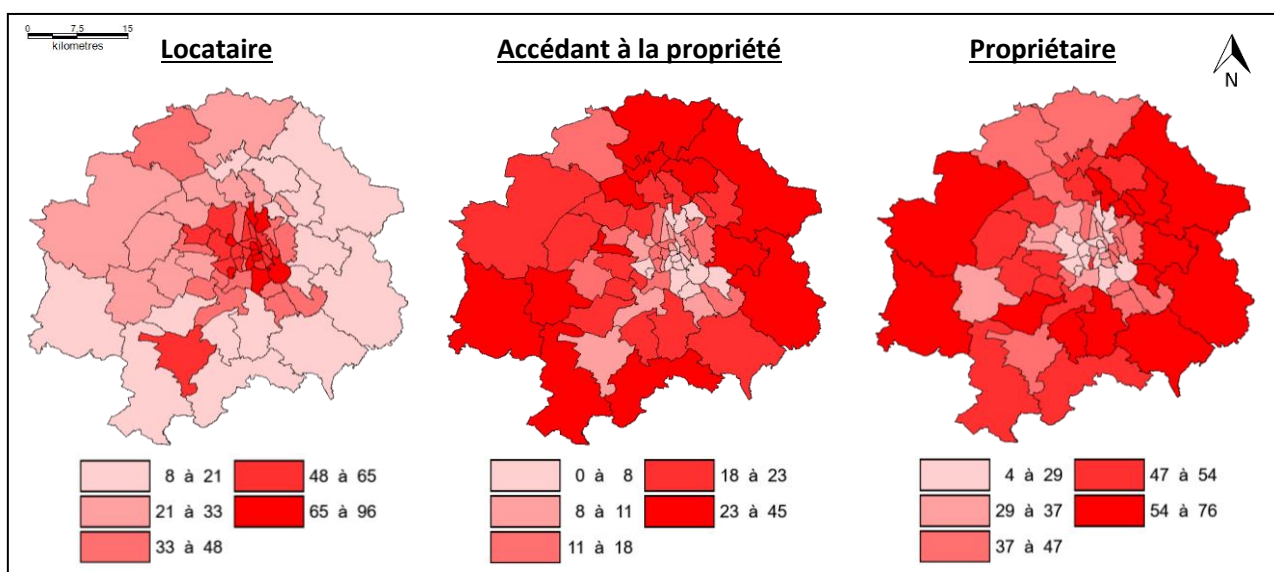 0 7,5 15
kilometres
Locataire
Accédant à la propriété
Propriétaire
N
8 à 21
21 à 33
33 à 48
48 à 65
65 à 96
0 à 8
8 à 11
11 à 18
18 à 23
23 à 45
4 à 29
29 à 37
37 à 47
47 à 54
54 à 76